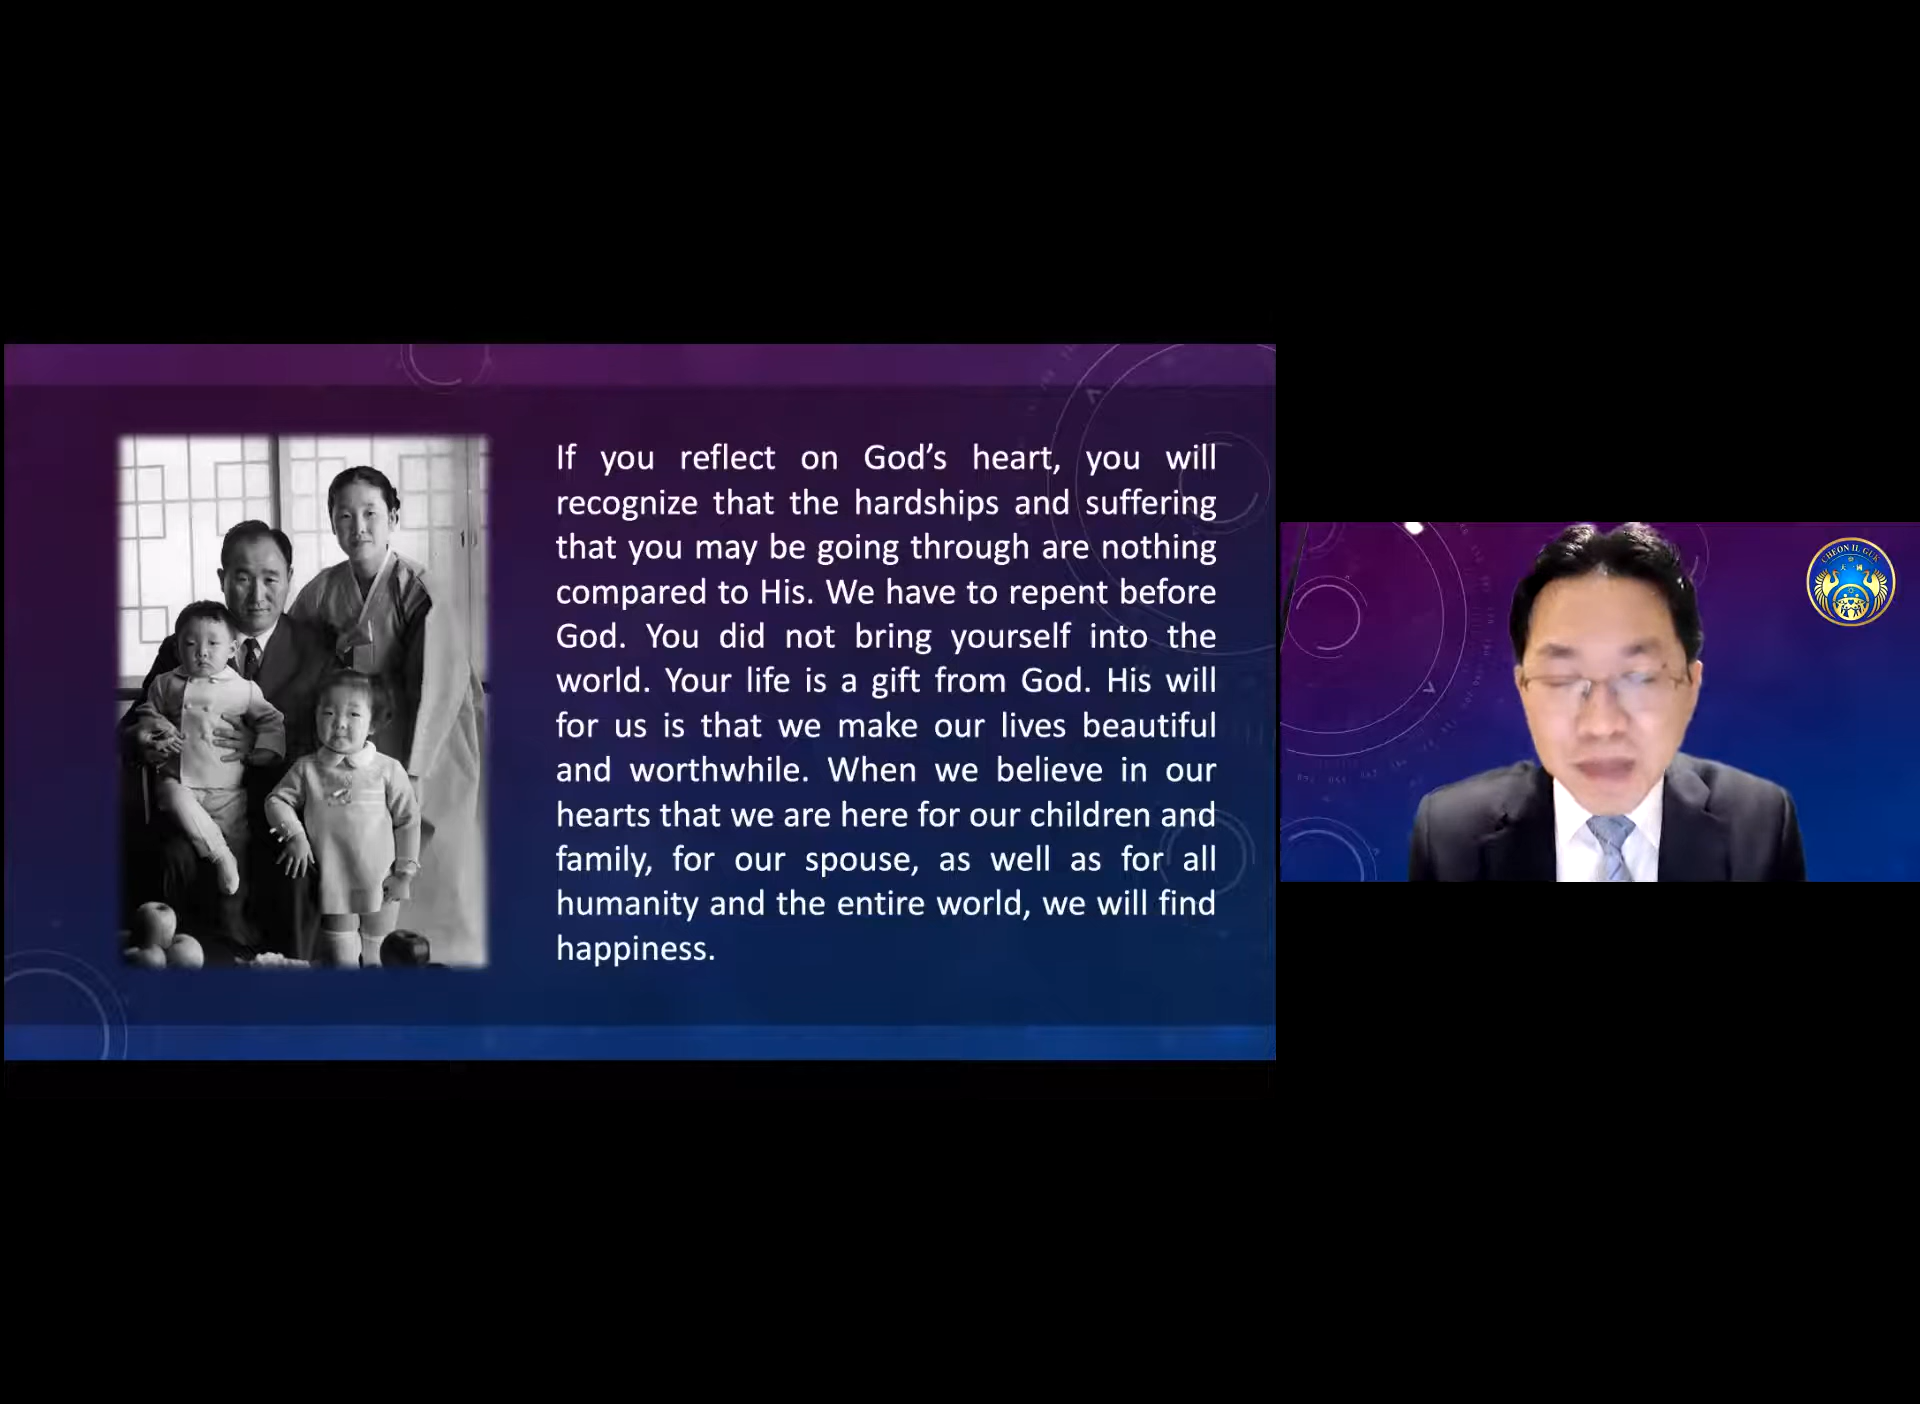 If you reflect on God’s heart, you will
recognize that the hardships and suffering
that you may be going through are nothing
compared to His. We have to repent before
God. You did not bring yourself into the
world. Your life is a gift from God. His will
for us is that we make our lives beautiful
and worthwhile. When we believe in our
hearts that we are here for our children and
family, for our spouse, as well as for all
humanity and the entire world, we will find
happiness.
CHEON IL GUK